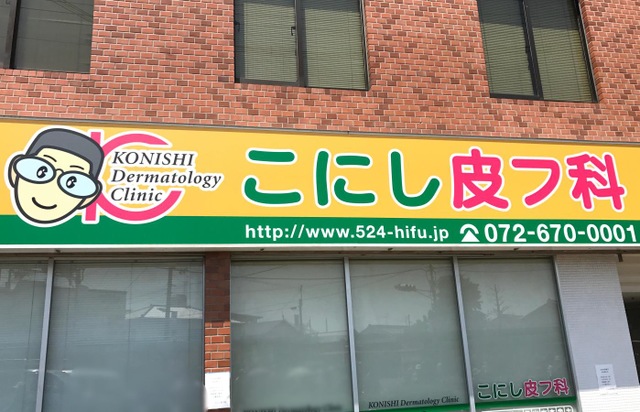 KONISHI
Dermatology
Clinic
こにし皮フ科
http://www.524-hifu.jp ☎072-670-0001
KONISHI Dermatology Clinic
こにし皮フ科